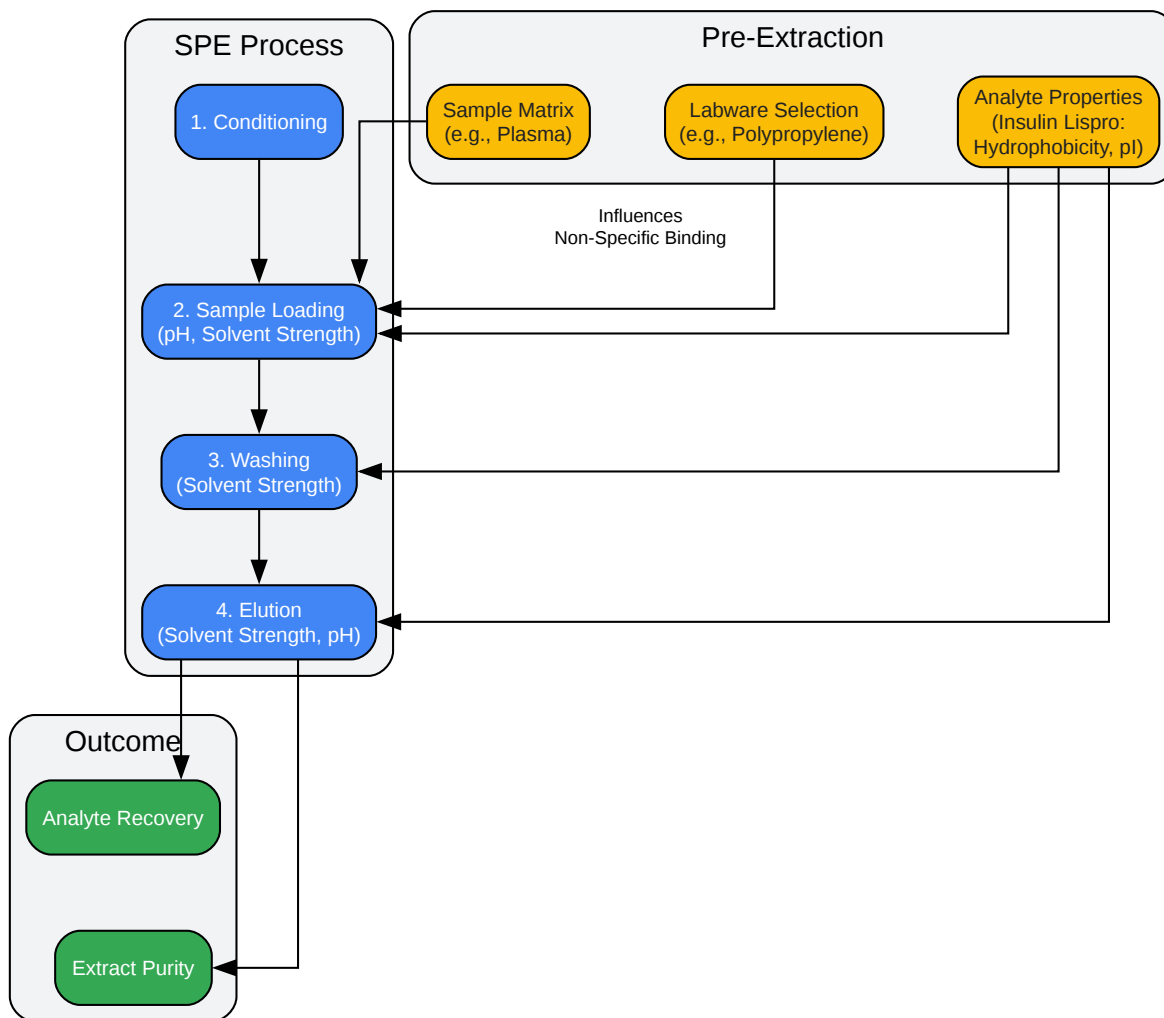 SPE Process
1. Conditioning
2. Sample Loading
(pH, Solvent Strength)
3. Washing
(Solvent Strength)
4. Elution
(Solvent Strength, pH)
Pre-Extraction
Sample Matrix
(e.g., Plasma)
Labware Selection
(e.g., Polypropylene)
Analyte Properties
(Insulin Lispro:
Hydrophobicity, pI)
Influences
Non-Specific Binding
Outcome
Analyte Recovery
Extract Purity